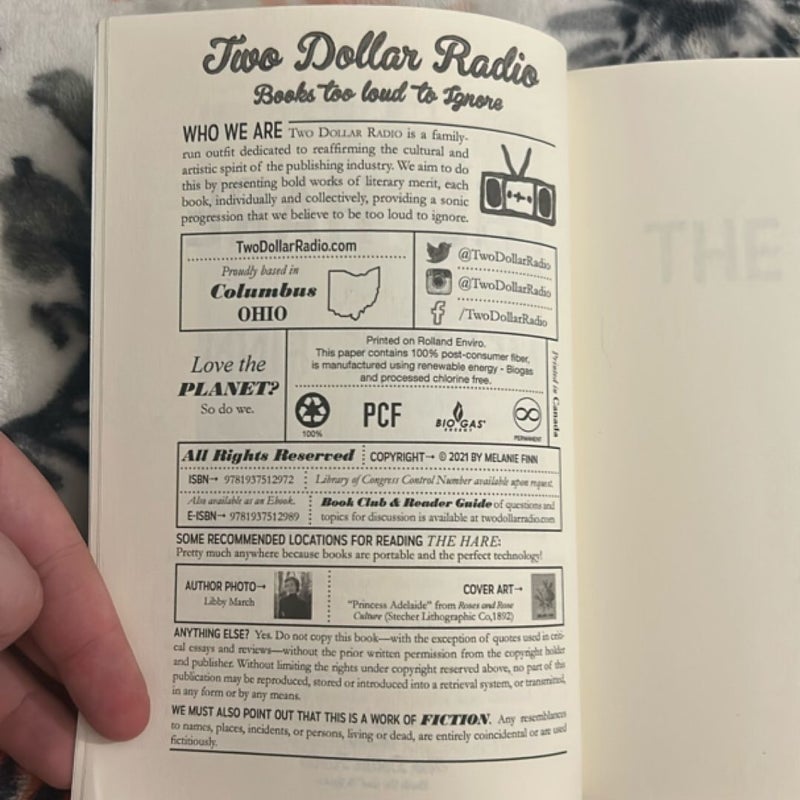 Two Dollar Radio
Books too loud to Ignore
WHO WE ARE TWO DOLLAR RADIO is a family-
run outfit dedicated to reaffirming the cultural and
artistic spirit of the publishing industry. We aim to do
this by presenting bold works of literary merit, each
book, individually and collectively, providing a sonic
progression that we believe to be too loud to ignore.
TwoDollarRadio.com
Proudly based in
Columbus
OHIO
@TwoDollarRadio
@TwoDollarRadio
/TwoDollarRadio
Love the
PLANET?
So do we.
Printed on Rolland Enviro.
This paper contains 100% post-consumer fiber,
is manufactured using renewable energy - Biogas
and processed chlorine free.
100%
PCF
BIOGAS
ENERGY
PERMANENT
Printed in Canada
All Rights Reserved
COPYRIGHT→ © 2021 BY MELANIE FINN
ISBN→ 9781937512972
Library of Congress Control Number available upon request.
Also available as an Ebook.
E-ISBN→ 9781937512989
Book Club & Reader Guide of questions and
topics for discussion is available at twodollarradio.com
SOME RECOMMENDED LOCATIONS FOR READING THE HARE:
Pretty much anywhere because books are portable and the perfect technology!
AUTHOR PHOTO→
Libby March
COVER ART→
"Princess Adelaide" from Roses and Rose
Culture (Stecher Lithographic Co,1892)
ANYTHING ELSE? Yes. Do not copy this book—with the exception of quotes used in criti-
cal essays and reviews—without the prior written permission from the copyright holder
and publisher. Without limiting the rights under copyright reserved above, no part of this
publication may be reproduced, stored or introduced into a retrieval system, or transmitted,
in any form or by any means.
WE MUST ALSO POINT OUT THAT THIS IS A WORK OF FICTION. Any resemblances
to names, places, incidents, or persons, living or dead, are entirely coincidental or are used
fictitiously.
THE